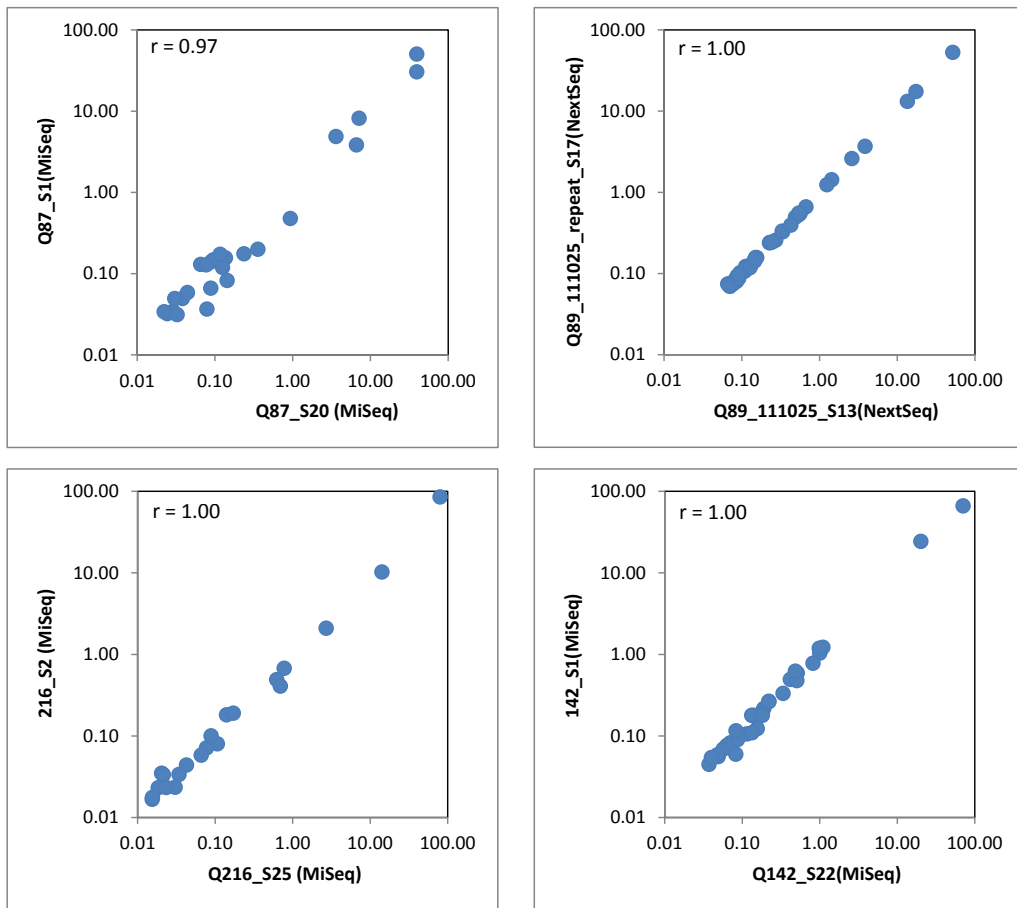 r = 0.97
Q87_S1(MiSeq)
100.00
10.00
1.00
0.10
0.01
0.01 0.10 1.00 10.00 100.00
Q87_S20 (MiSeq)
r = 1.00
Q89_111025_repeat_S17(NextSeq)
100.00
10.00
1.00
0.10
0.01
0.01 0.10 1.00 10.00 100.00
Q89_111025_S13(NextSeq)
r = 1.00
216_S2 (MiSeq)
100.00
10.00
1.00
0.10
0.01
0.01 0.10 1.00 10.00 100.00
Q216_S25 (MiSeq)
r = 1.00
142_S1(MiSeq)
100.00
10.00
1.00
0.10
0.01
0.01 0.10 1.00 10.00 100.00
Q142_S22(MiSeq)